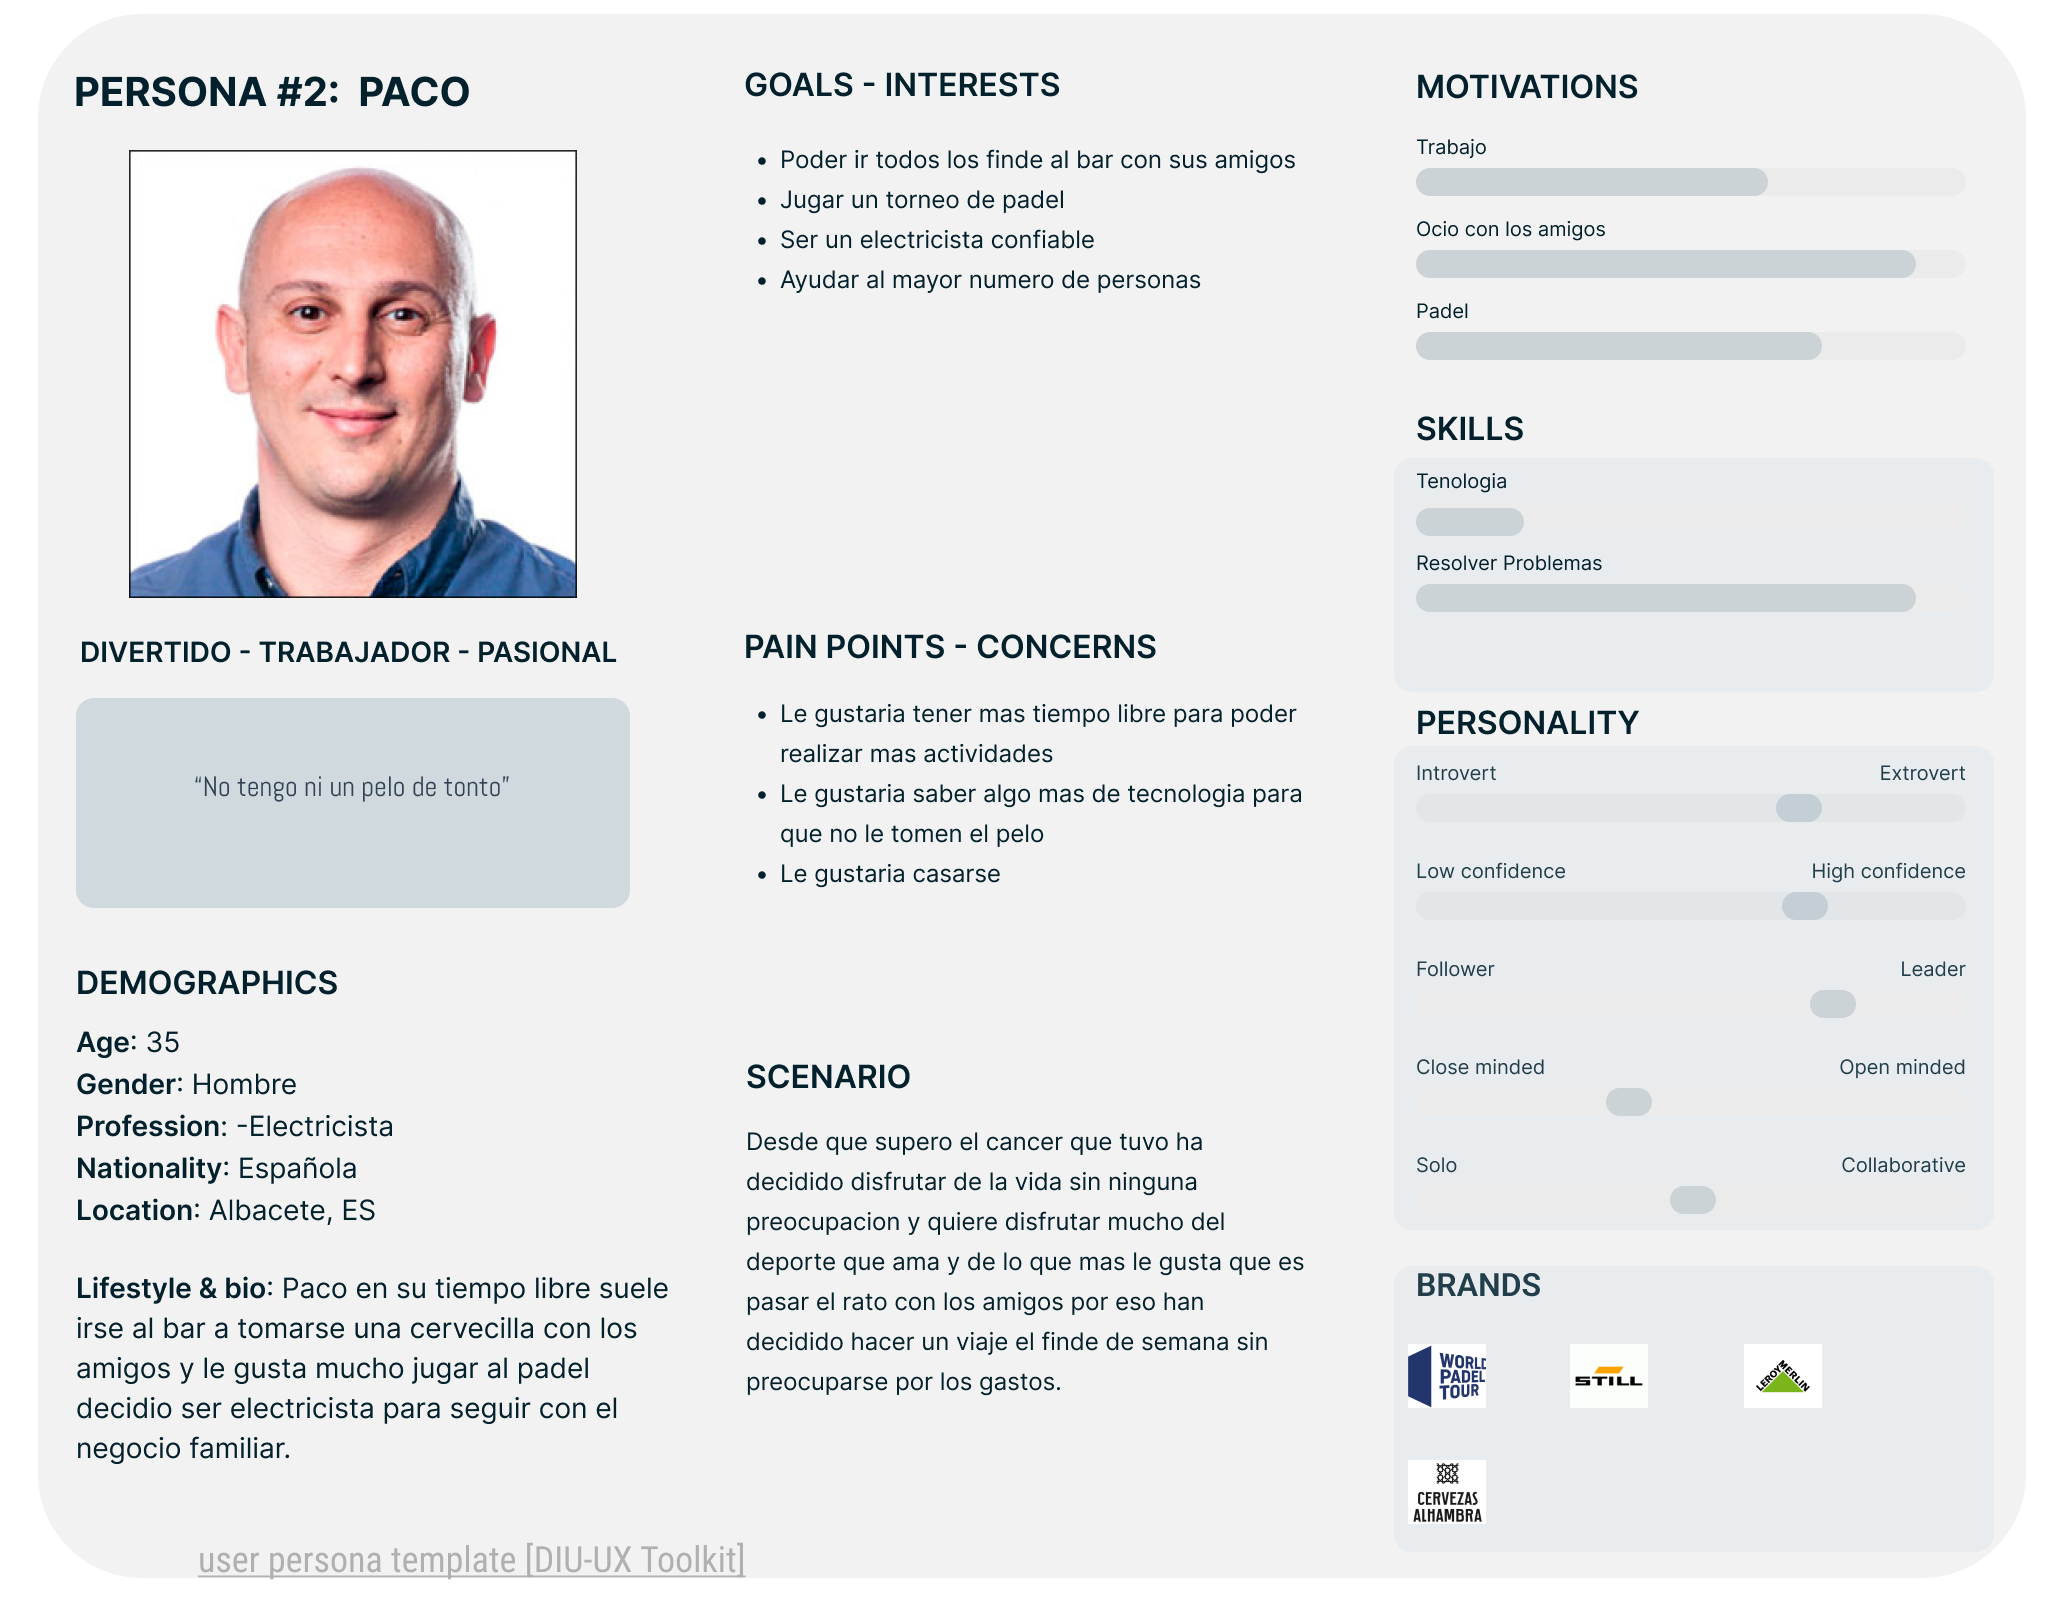 PERSONA #2: PACO
DIVERTIDO - TRABAJADOR - PASIONAL
“No tengo ni un pelo de tonto”
DEMOGRAPHICS
Age: 35
Gender: Hombre
Profession: -Electricista
Nationality: Española
Location: Albacete, ES
Lifestyle & bio: Paco en su tiempo libre suele
irse al bar a tomarse una cervecilla con los
amigos y le gusta mucho jugar al padel
decidio ser electricista para seguir con el
negocio familiar.
user persona template [DIU-UX Toolkit]
GOALS - INTERESTS
• Poder ir todos los finde al bar con sus amigos
• Jugar un torneo de padel
• Ser un electricista confiable
• Ayudar al mayor numero de personas
PAIN POINTS - CONCERNS
• Le gustaria tener mas tiempo libre para poder
realizar mas actividades
• Le gustaria saber algo mas de tecnologia para
que no le tomen el pelo
• Le gustaria casarse
SCENARIO
Desde que supero el cancer que tuvo ha
decidido disfrutar de la vida sin ninguna
preocupacion y quiere disfrutar mucho del
deporte que ama y de lo que mas le gusta que es
pasar el rato con los amigos por eso han
decidido hacer un viaje el finde de semana sin
preocuparse por los gastos.
MOTIVATIONS
Trabajo
Ocio con los amigos
Padel
SKILLS
Tenologia
Resolver Problemas
PERSONALITY
Introvert Extrovert
Low confidence High confidence
Follower Leader
Close minded Open minded
Solo Collaborative
BRANDS
WORLD
PADEL
TOUR
STILL
LEROY MERLIN
CERVEZAS
ALHAMBRA